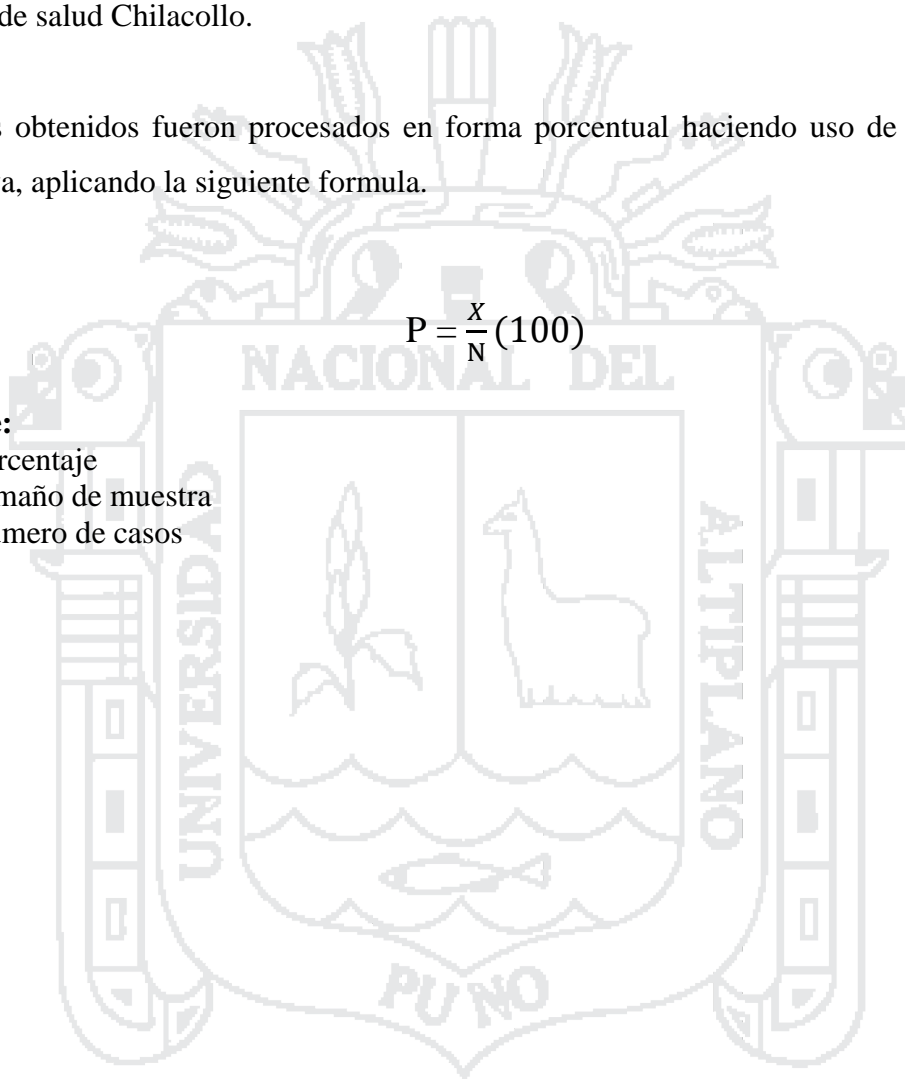 de salud Chilacollo.
s obtenidos fueron procesados en forma porcentual haciendo uso de
a, aplicando la siguiente formula.
P = X/N (100)
NACIONAL DEL
e:
rcentaje
maño de muestra
mero de casos
UNIVERSIDAD
ALTIPLANO
PUNO